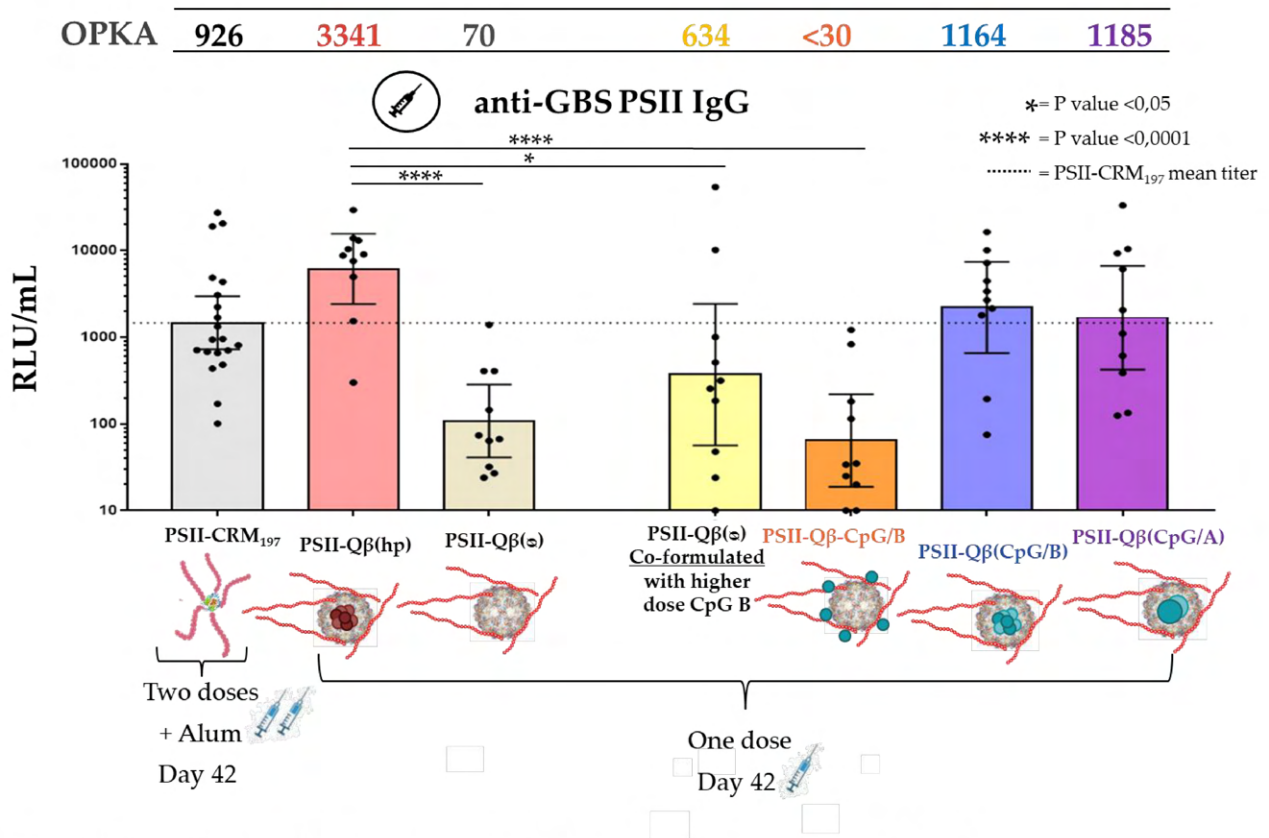 OPKA 926 3341 70 634 <30 1164 1185
anti-GBS PSII IgG
*= P value <0,05
**** = P value <0,0001
= PSII-CRM197 mean titer
****
*
****
RLU/mL
100000
10000
1000
100
10
PSII-CRM197
PSII-Qβ(hp)
PSII-Qβ()
PSII-Qβ()
Co-formulated
with higher
dose CpG B
PSII-Qβ-CpG/B
PSII-Qβ(CpG/B)
PSII-Qβ(CpG/A)
Two doses
+ Alum
Day 42
One dose
Day 42